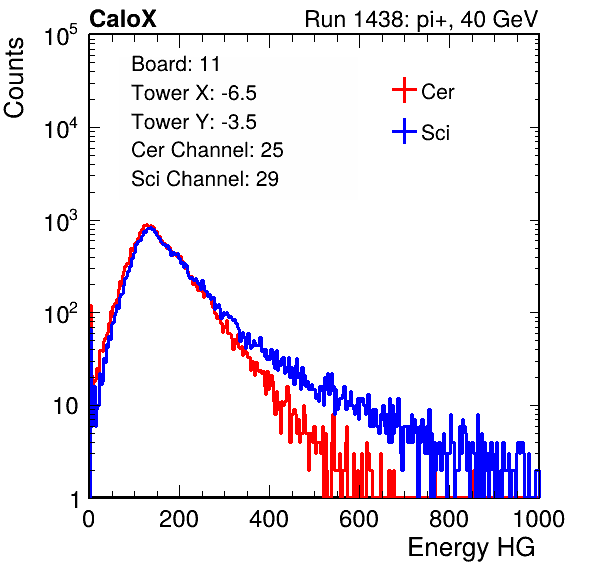 CaloX Run 1438: pi+, 40 GeV
Counts
Board: 11
Tower X: -6.5
Tower Y: -3.5
Cer Channel: 25
Sci Channel: 29
Cer
Sci
10^5
10^4
10^3
10^2
10
1
0 200 400 600 800 1000
Energy HG